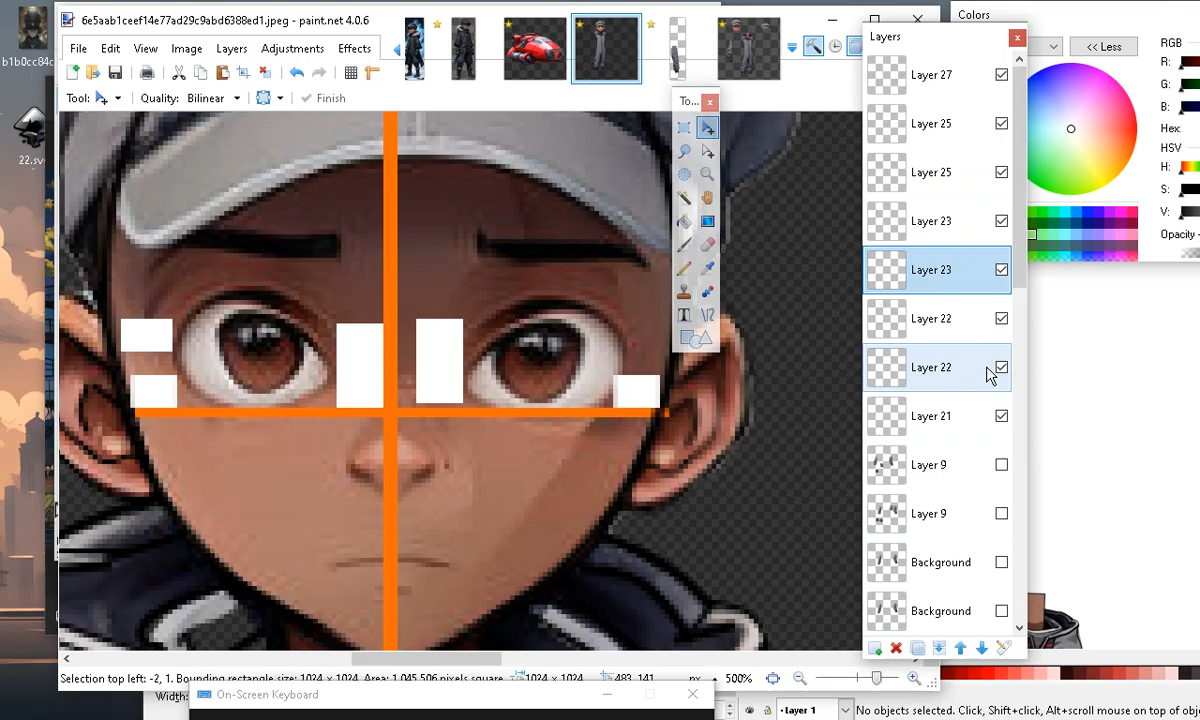 6e5aab1ceef14e77ad29c9abd6388ed1.jpeg - paint.net 4.0.6
File Edit View Image Layers Adjustments Effects
Tool: Quality: Bilinear Finish
b1b0cc84c
22.sv
To...
Layers
Layer 27
Layer 25
Layer 25
Layer 23
Layer 23
Layer 22
Layer 22
Layer 21
Layer 9
Layer 9
Background
Background
Colors
<< Less
RGB
R:
G:
B:
Hex:
HSV
H:
S:
V:
Opacity -
Selection top left: -2, 1. Bounding rectangle size: 1024 x 1024. Area: 1,045,506 pixels square 1024 x 1024 483, 141 px 500%
Width:
On-Screen Keyboard
Layer 1
No objects selected. Click, Shift+click, Alt+scroll mouse on top of obje